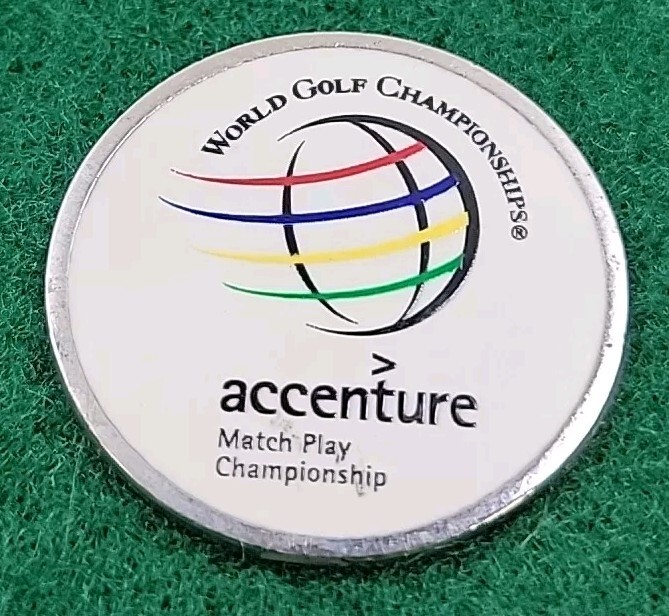 WORLD GOLF CHAMPIONSHIPS®
>
accenture
Match Play
Championship